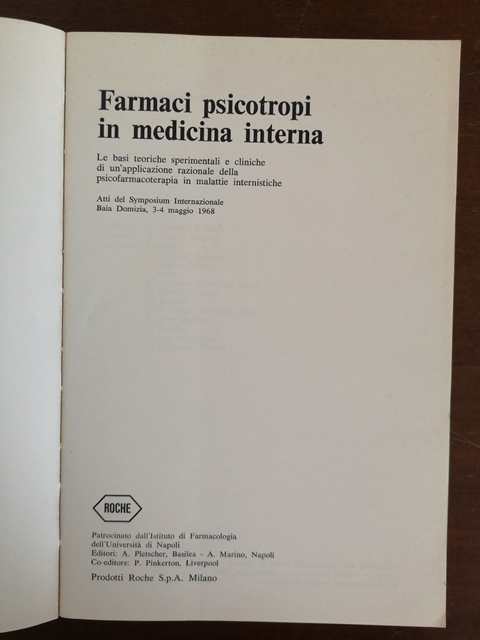 Farmaci psicotropi
in medicina interna
Le basi teoriche sperimentali e cliniche
di un'applicazione razionale della
psicofarmacoterapia in malattie internistiche
Atti del Symposium Internazionale
Baia Domizia, 3-4 maggio 1968
ROCHE
Patrocinato dall'Istituto di Farmacologia
dell'Università di Napoli
Editori: A. Pletscher, Basilea - A. Marino, Napoli
Co-editore: P. Pinkerton, Liverpool
Prodotti Roche S.p.A. Milano